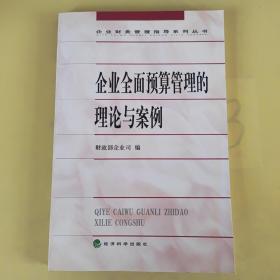 企业财务管理指导系列丛书
企业全面预算管理的
理论与案例
财政部企业司 编
QIYE CAIWU GUANLI ZHIDAO
XILIE CONGSHU
经济科学出版社